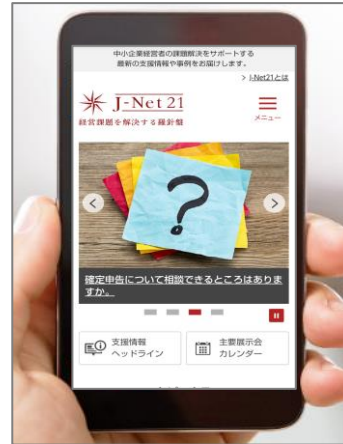 中小企業経営者の課題解決をサポートする
最新の支援情報や事例をお届けします。
> J-Net21とは
J-Net21
経営課題を解決する羅針盤
メニュー
?
確定申告について相談できるところはありま
すか。
支援情報
ヘッドライン
主要展示会
カレンダー